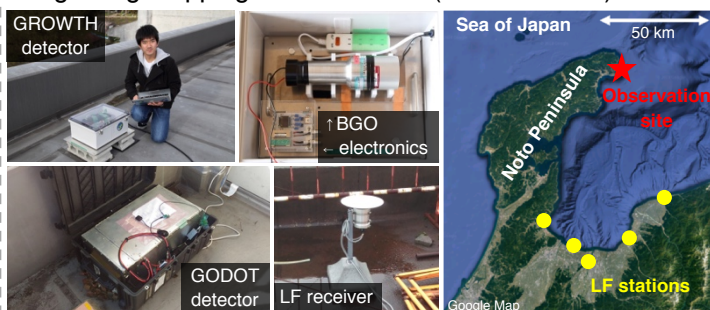 GROWTH
detector
↑BGO
← electronics
GODOT
detector
LF receiver
Sea of Japan
50 km
Noto Peninsula
Observation
site
LF stations
Google Map